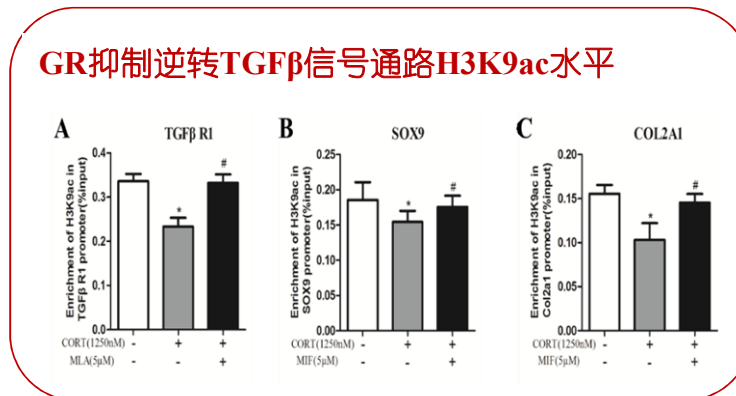 GR抑制逆转TGFβ信号通路H3K9ac水平
A
TGFβ R1
Enrichment of H3K9ac in
TGFβ R1 promoter(%input)
0.4
0.3
0.2
0.1
0.0
*
#
CORT(1250nM) - + +
MLA(5μM) - - +
B
SOX9
Enrichment of H3K9ac in
SOX9 promoter(%input)
0.25
0.20
0.15
0.10
0.05
0.00
*
#
CORT(1250nM) - + +
MIF(5μM) - - +
C
COL2A1
Enrichment of H3K9ac in
Col2a1 promoter(%input)
0.20
0.15
0.10
0.05
0.00
*
#
CORT(1250nM) - + +
MIF(5μM) - - +